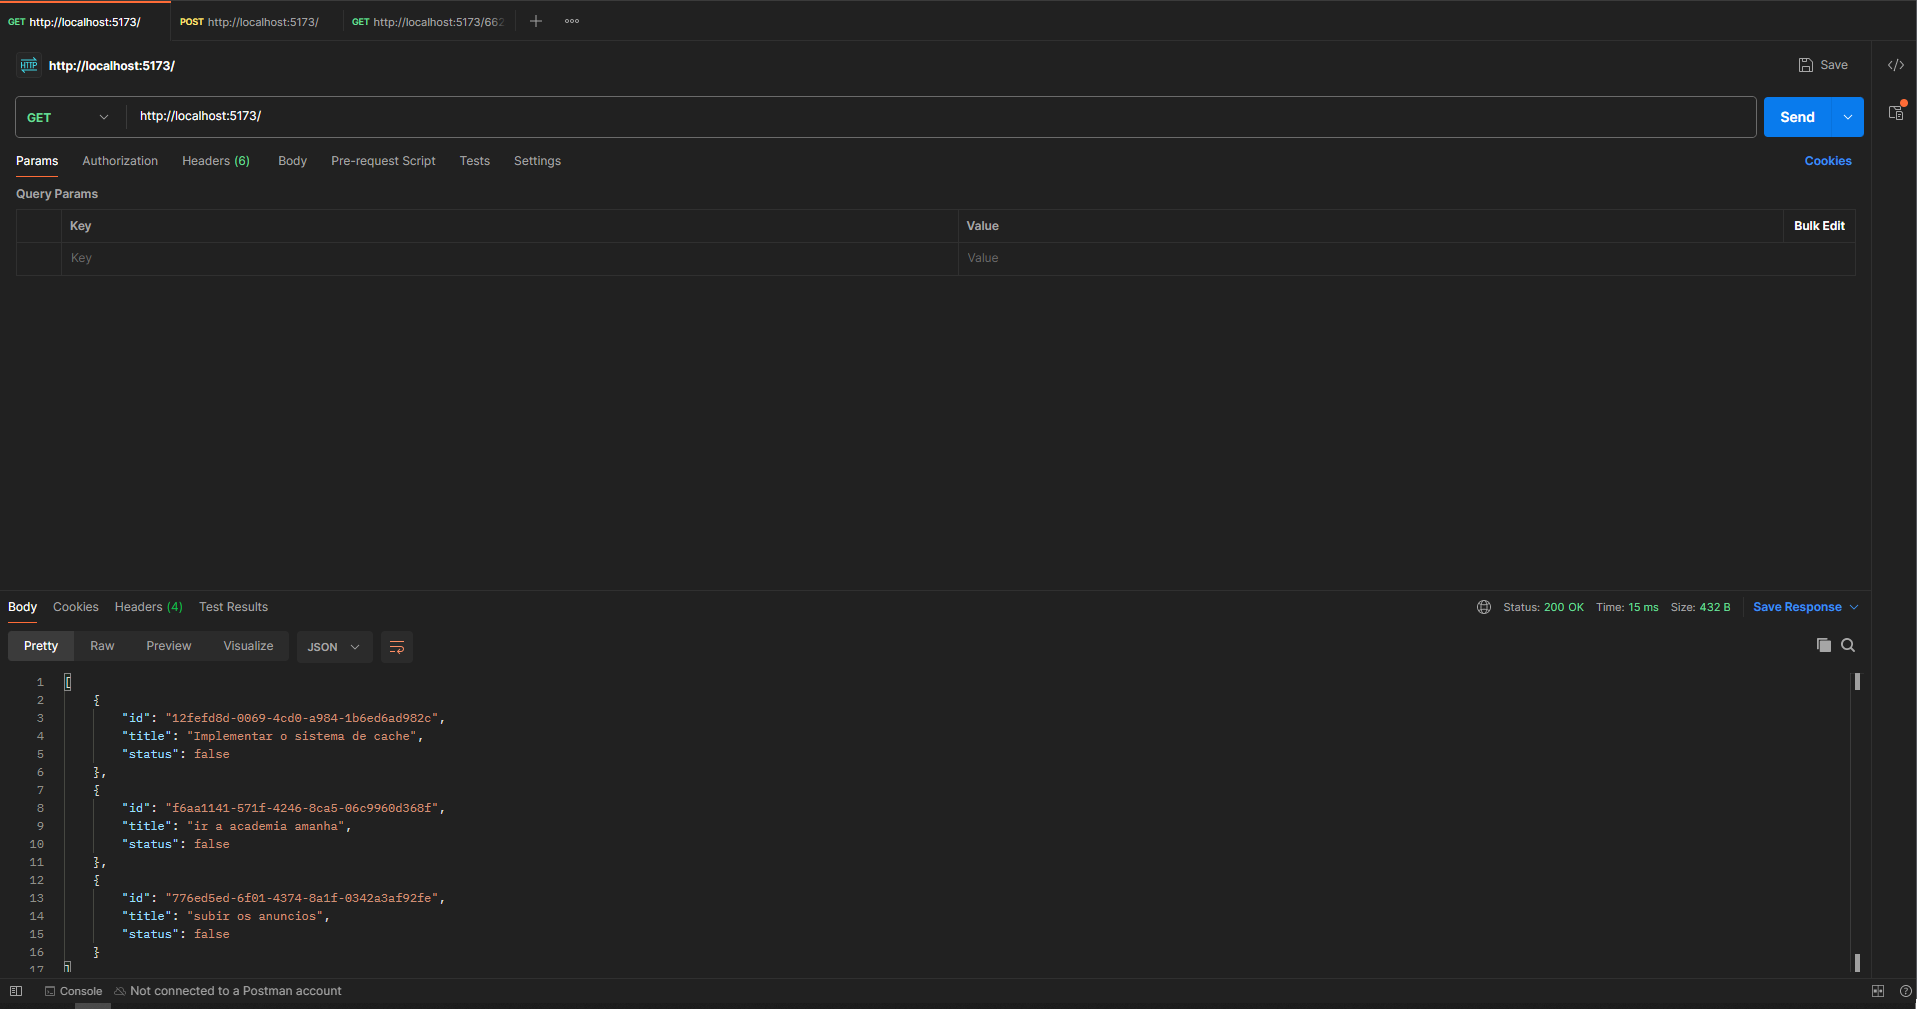 GET http://localhost:5173/ POST http://localhost:5173/ GET http://localhost:5173/662
HTTP http://localhost:5173/ Save
GET http://localhost:5173/ Send
Params Authorization Headers (6) Body Pre-request Script Tests Settings Cookies
Query Params
Key Value Bulk Edit
Key Value
Body Cookies Headers (4) Test Results Status: 200 OK Time: 15 ms Size: 432 B Save Response
Pretty Raw Preview Visualize JSON
1 [
2 {
3 "id": "12fefd8d-0069-4cd0-a984-1b6ed6ad982c",
4 "title": "Implementar o sistema de cache",
5 "status": false
6 },
7 {
8 "id": "f6aa1141-571f-4246-8ca5-06c9960d368f",
9 "title": "ir a academia amanha",
10 "status": false
11 },
12 {
13 "id": "776ed5ed-6f01-4374-8a1f-0342a3af92fe",
14 "title": "subir os anuncios",
15 "status": false
16 }
17 ]
Console Not connected to a Postman account